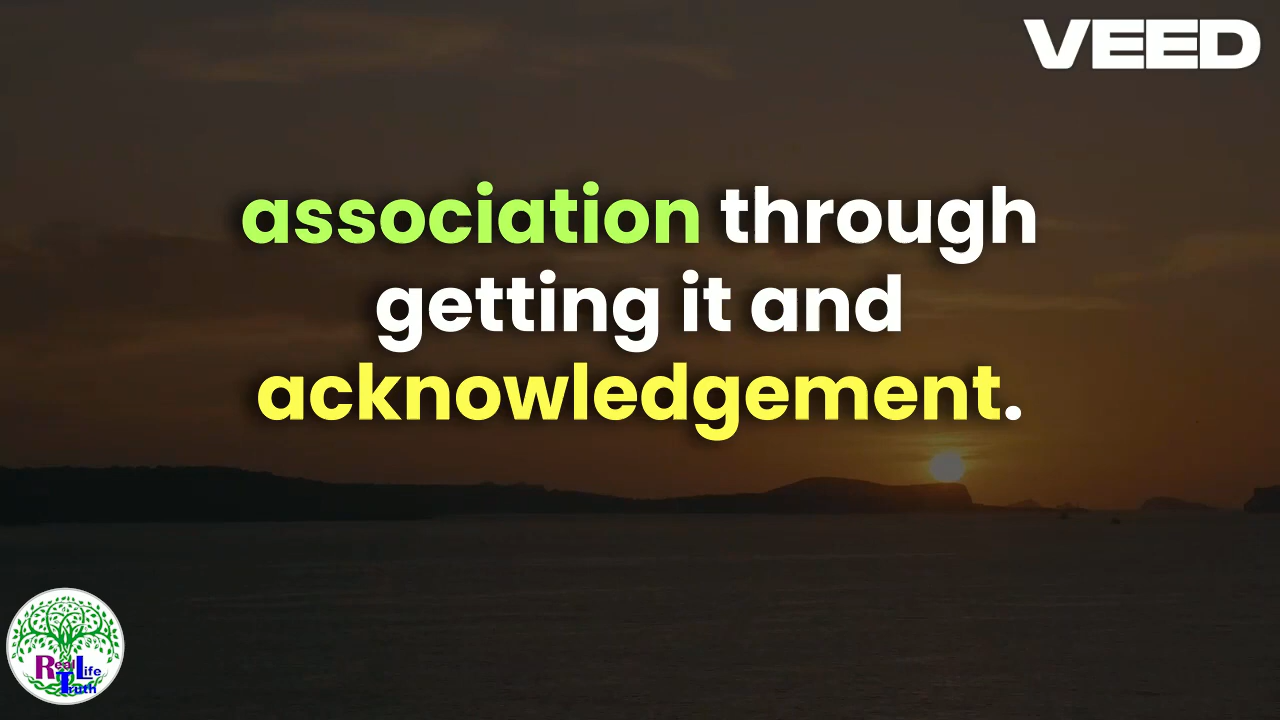 VEED
association through
getting it and
acknowledgement.
Real Life
Truth